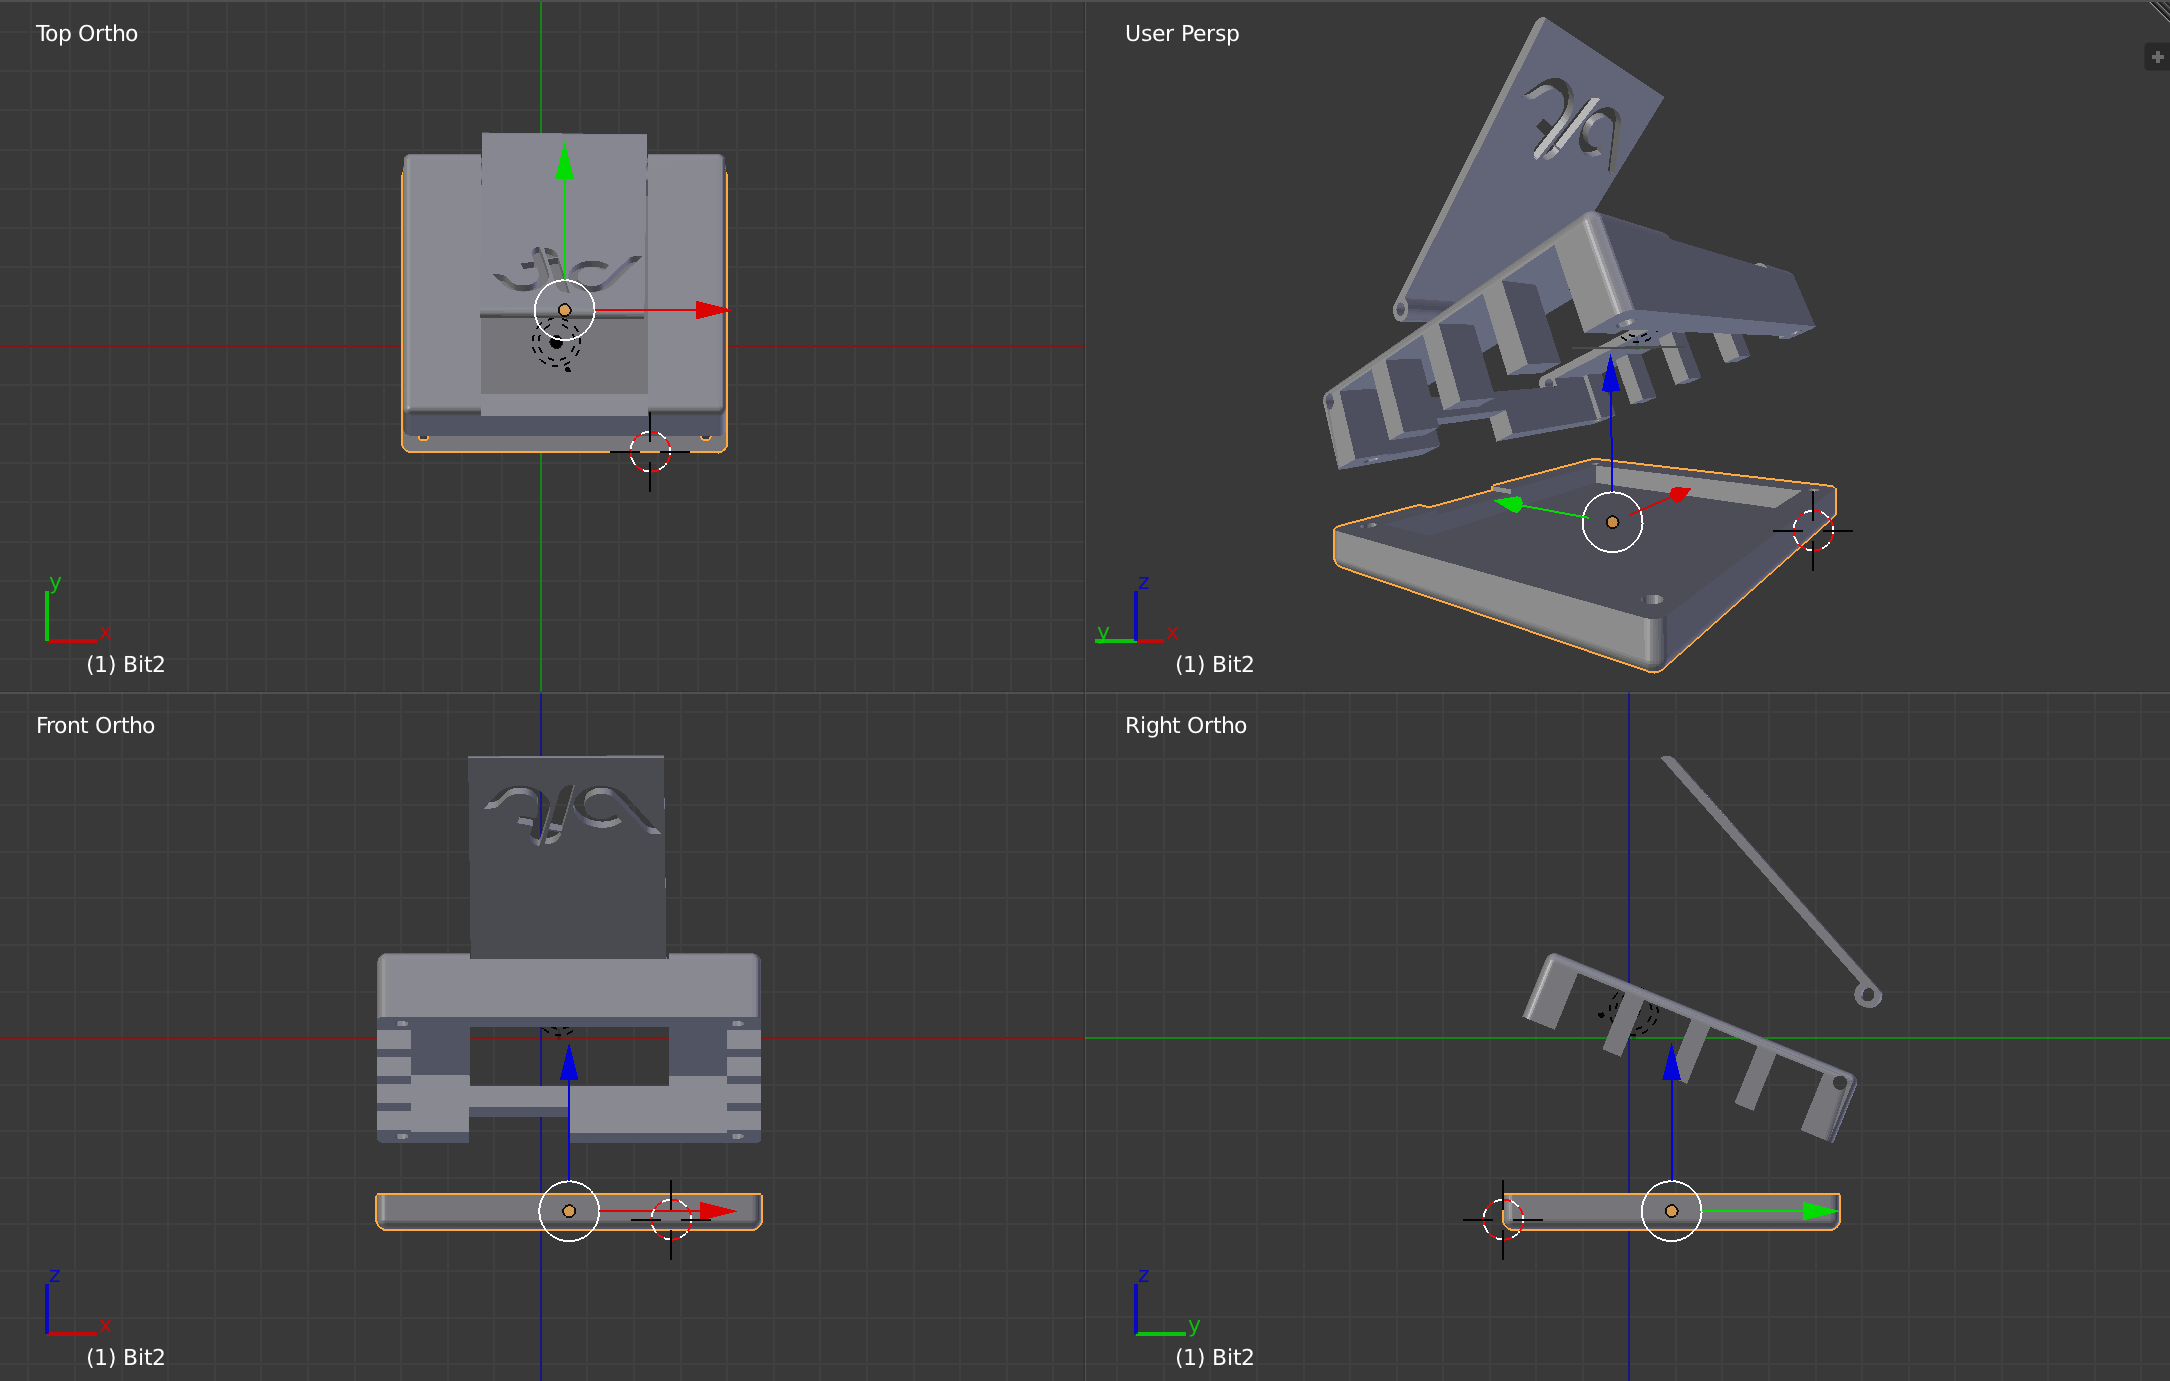 Top Ortho
User Persp
y
x
(1) Bit2
z
y
x
(1) Bit2
Front Ortho
Right Ortho
z
x
(1) Bit2
z
y
(1) Bit2